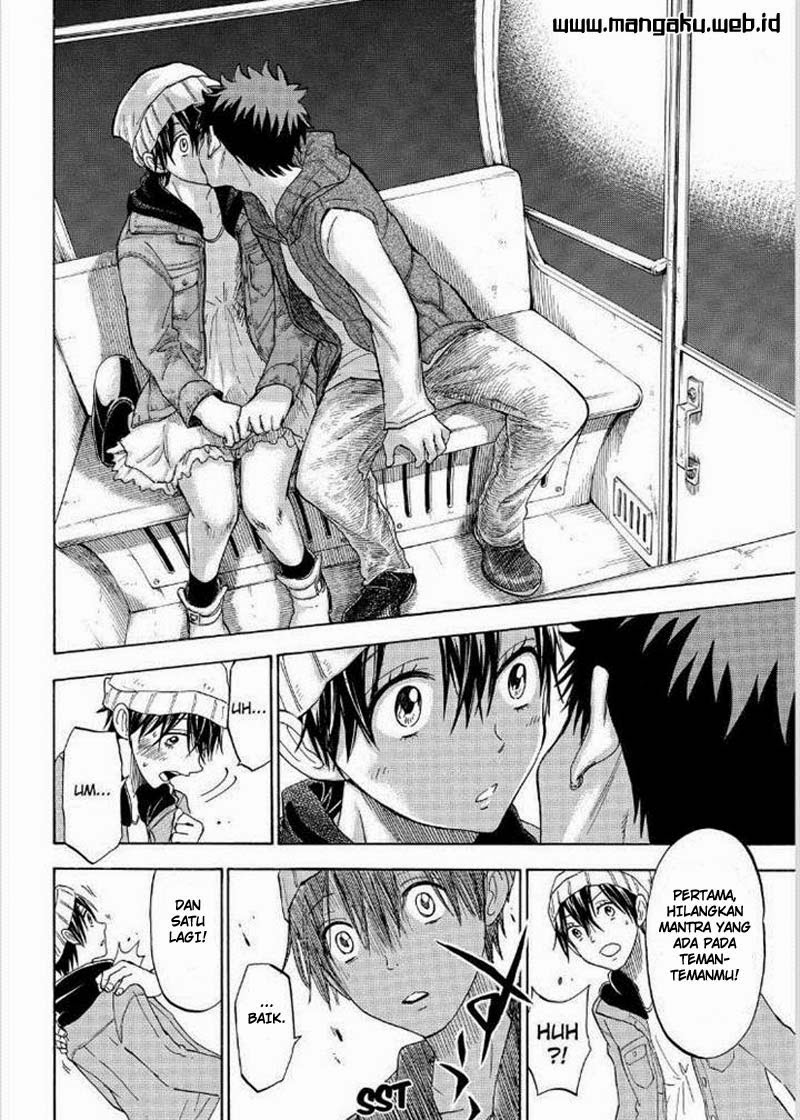 www.mangaku.web.id
UH...
UM...
PERTAMA,
HILANGKAN
MANTRA YANG
ADA PADA
TEMAN-
TEMANMU!
HUH
?!
...
BAIK.
SST
DAN
SATU
LAGI!